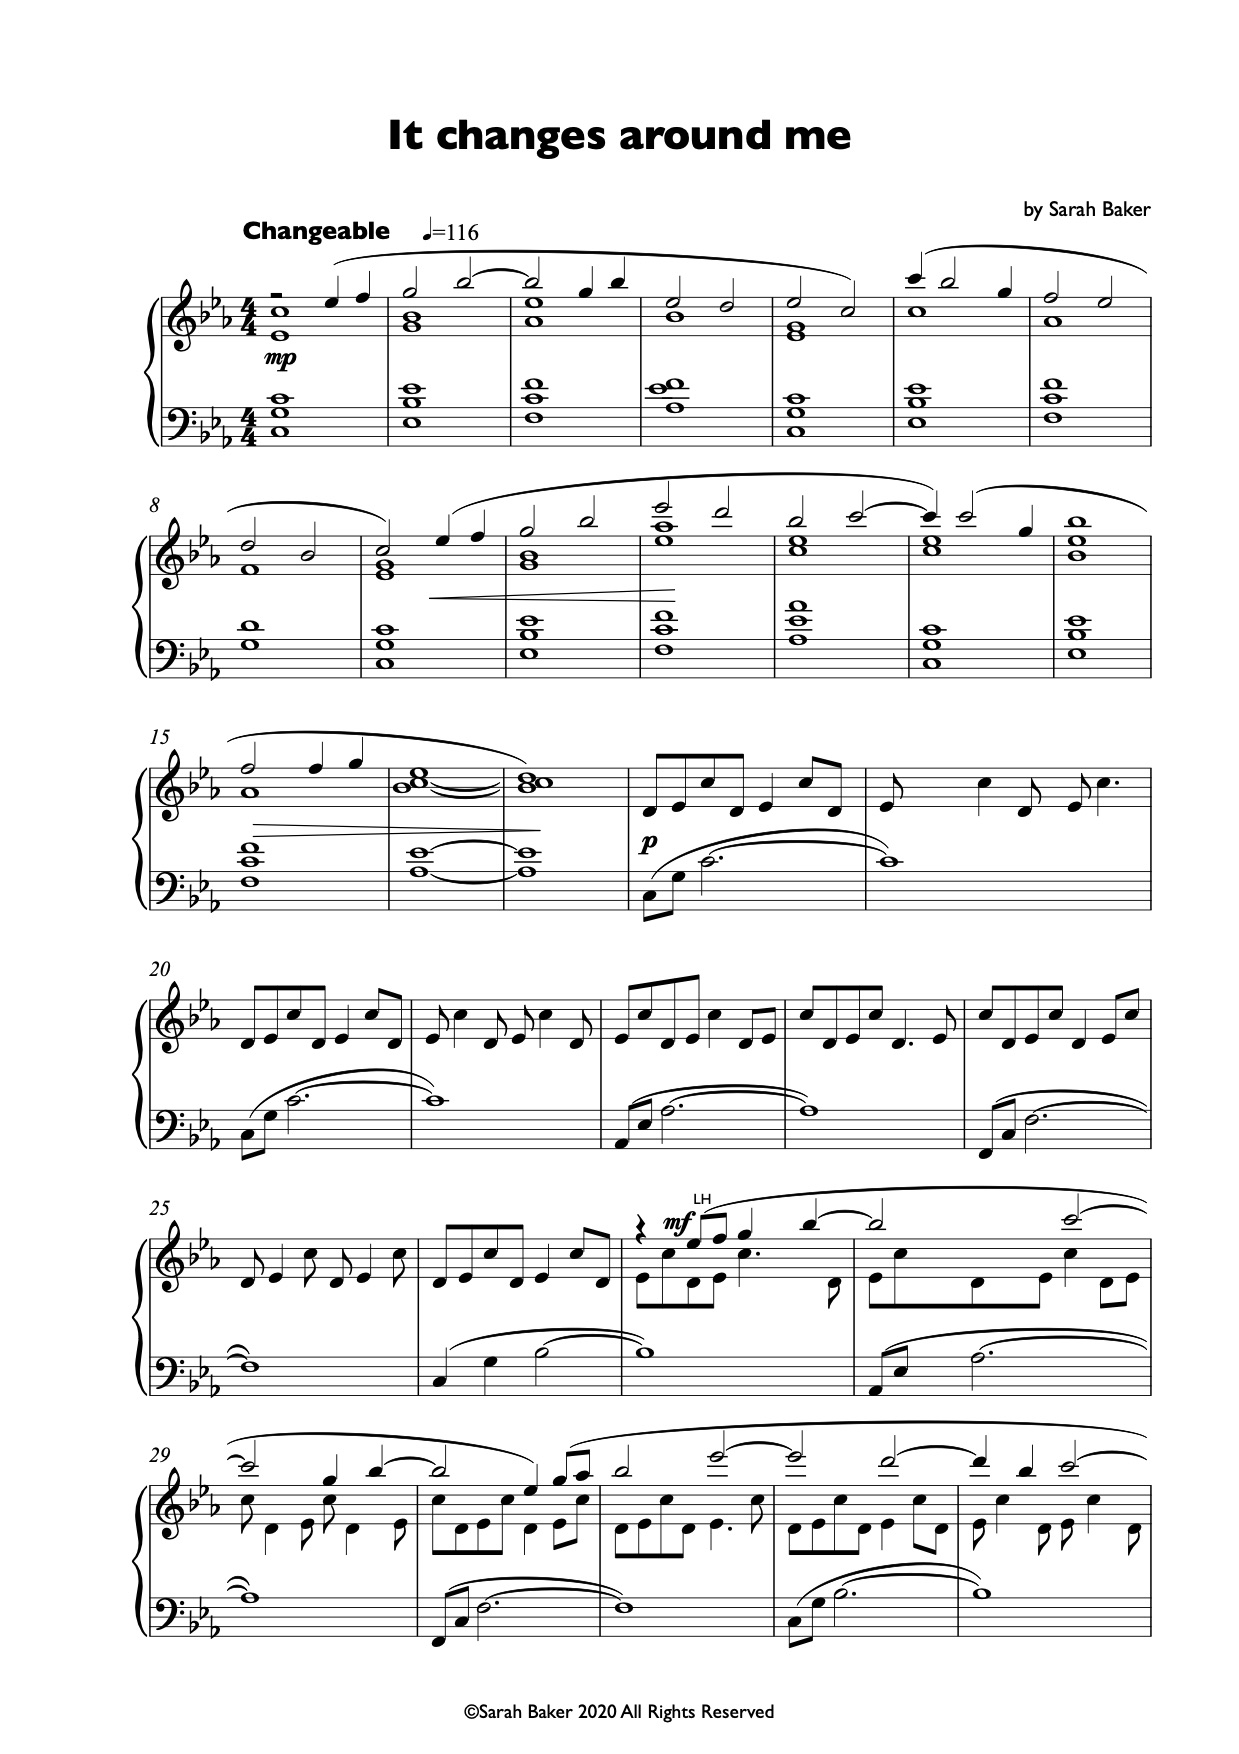 It changes around me
by Sarah Baker
Changeable ♩=116
mp
8
15
p
20
25
LH
mf
29
©Sarah Baker 2020 All Rights Reserved